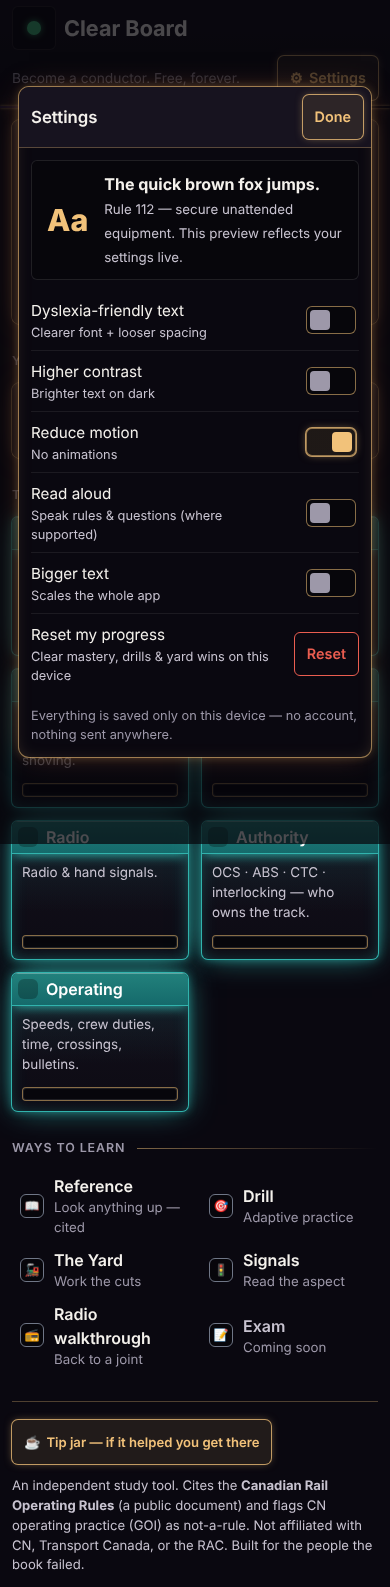 Clear Board
Become a conductor. Free, forever.
⚙ Settings
Settings
Done
Aa
The quick brown fox jumps.
Rule 112 — secure unattended
equipment. This preview reflects your
settings live.
Dyslexia-friendly text
Clearer font + looser spacing
Higher contrast
Brighter text on dark
Reduce motion
No animations
Read aloud
Speak rules & questions (where
supported)
Bigger text
Scales the whole app
Reset my progress
Clear mastery, drills & yard wins on this
device
Reset
Everything is saved only on this device — no account,
nothing sent anywhere.
shoving.
Radio
Radio & hand signals.
Authority
OCS · ABS · CTC ·
interlocking — who
owns the track.
Operating
Speeds, crew duties,
time, crossings,
bulletins.
WAYS TO LEARN
Reference
Look anything up —
cited
Drill
Adaptive practice
The Yard
Work the cuts
Signals
Read the aspect
Radio
walkthrough
Back to a joint
Exam
Coming soon
☕ Tip jar — if it helped you get there
An independent study tool. Cites the Canadian Rail
Operating Rules (a public document) and flags CN
operating practice (GOI) as not-a-rule. Not affiliated with
CN, Transport Canada, or the RAC. Built for the people the
book failed.